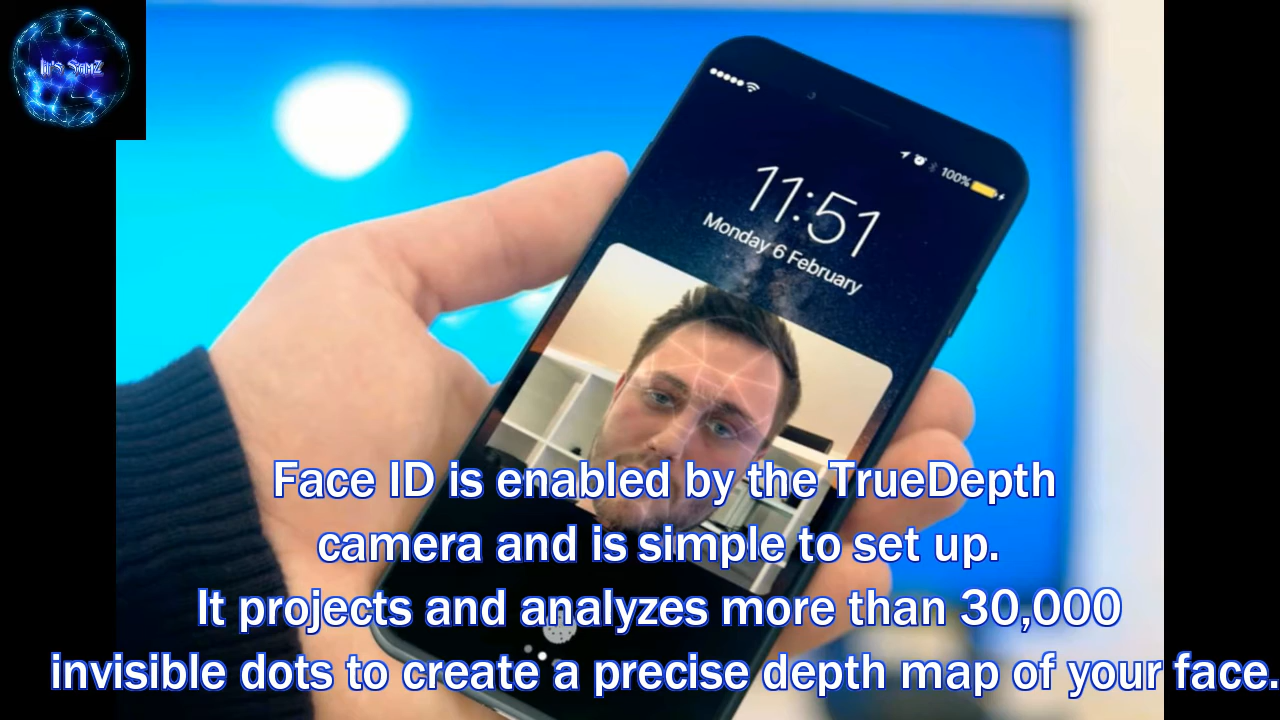 It's SamZ
100%
11:51
Monday 6 February
Face ID is enabled by the TrueDepth
camera and is simple to set up.
It projects and analyzes more than 30,000
invisible dots to create a precise depth map of your face.